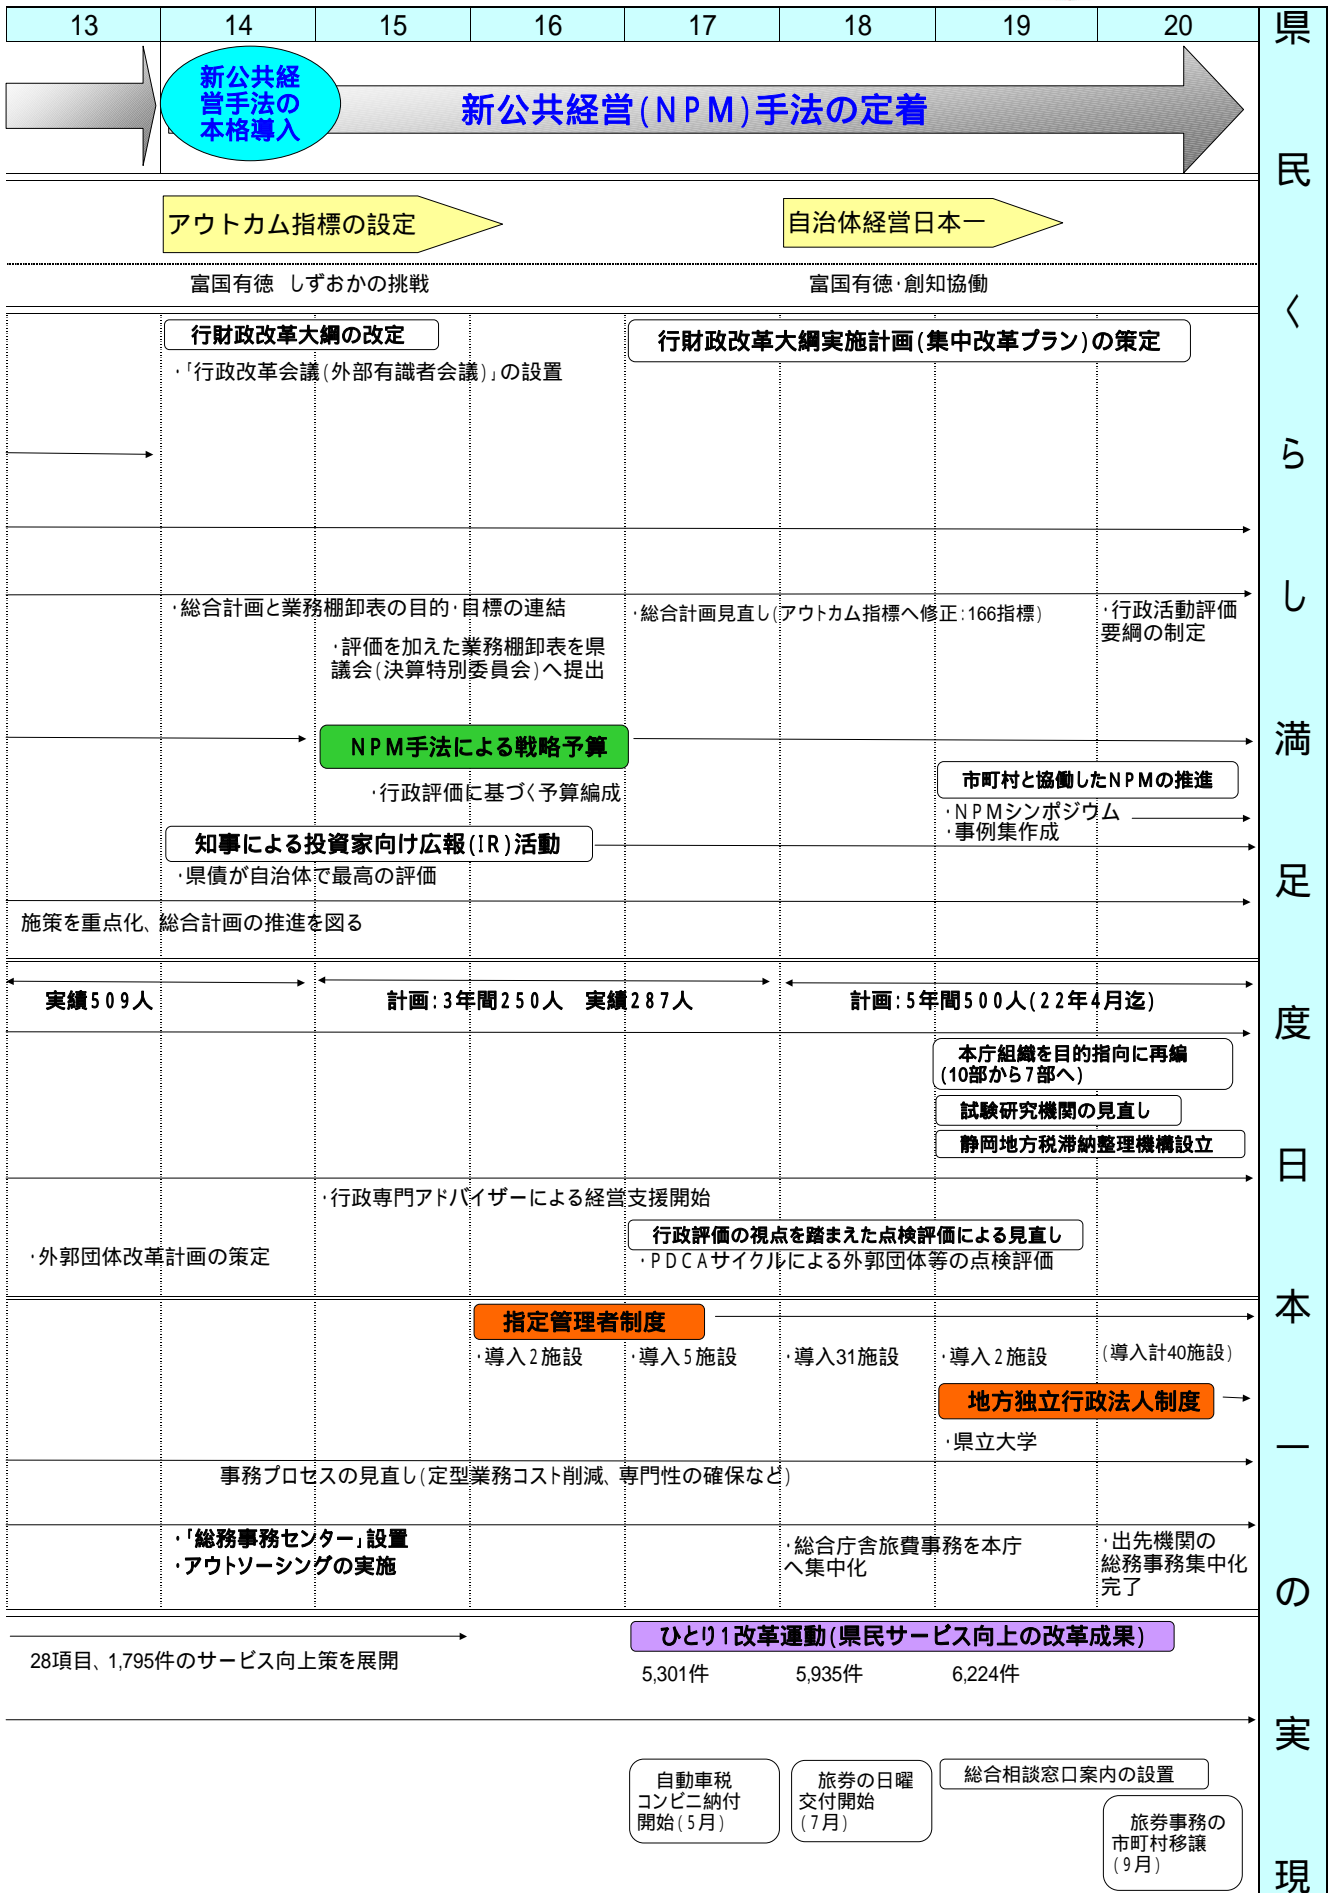 13 14 15 16 17 18 19 20
新公共経
営手法の
本格導入
新公共経営(NPM)手法の定着
アウトカム指標の設定
自治体経営日本一
富国有徳 しずおかの挑戦
富国有徳・創知協働
行財政改革大綱の改定
・「行政改革会議(外部有識者会議)」の設置
行財政改革大綱実施計画(集中改革プラン)の策定
・総合計画と業務棚卸表の目的・目標の連結
・評価を加えた業務棚卸表を県
議会(決算特別委員会)へ提出
・総合計画見直し(アウトカム指標へ修正:166指標)
・行政活動評価
要綱の制定
NPM手法による戦略予算
・行政評価に基づく予算編成
市町村と協働したNPMの推進
・NPMシンポジウム
・事例集作成
知事による投資家向け広報(IR)活動
・県債が自治体で最高の評価
施策を重点化、総合計画の推進を図る
実績509人
計画:3年間250人 実績287人
計画:5年間500人(22年4月迄)
本庁組織を目的指向に再編
(10部から7部へ)
試験研究機関の見直し
静岡地方税滞納整理機構設立
・行政専門アドバイザーによる経営支援開始
行政評価の視点を踏まえた点検評価による見直し
・外郭団体改革計画の策定
・PDCAサイクルによる外郭団体等の点検評価
指定管理者制度
・導入2施設
・導入5施設
・導入31施設
・導入2施設
(導入計40施設)
地方独立行政法人制度
・県立大学
事務プロセスの見直し(定型業務コスト削減、専門性の確保など)
・「総務事務センター」設置
・アウトソーシングの実施
・総合庁舎旅費事務を本庁
へ集中化
・出先機関の
総務事務集中化
完了
ひとり1改革運動(県民サービス向上の改革成果)
28項目、1,795件のサービス向上策を展開
5,301件
5,935件
6,224件
自動車税
コンビニ納付
開始(5月)
旅券の日曜
交付開始
(7月)
総合相談窓口案内の設置
旅券事務の
市町村移譲
(9月)
県民くらし満足度日本一の実現